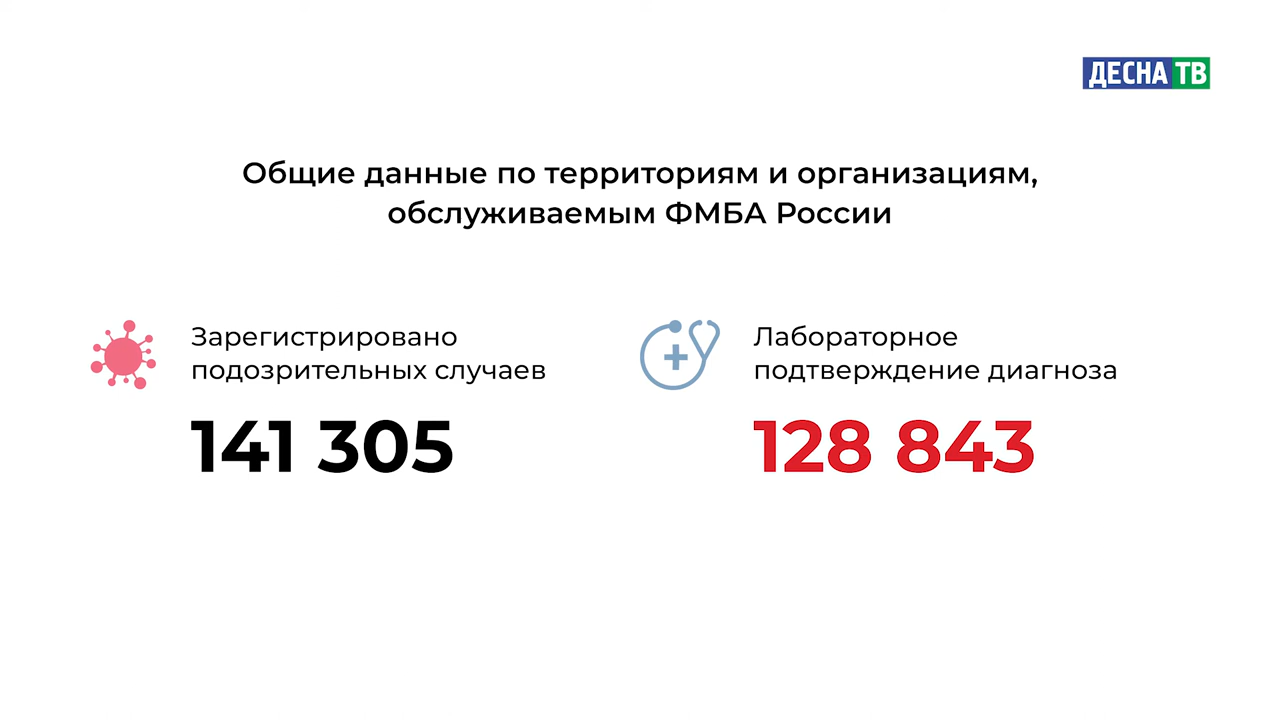 ДЕСНА ТВ
Общие данные по территориям и организациям,
обслуживаемым ФМБА России
Зарегистрировано
подозрительных случаев
141 305
Лабораторное
подтверждение диагноза
128 843